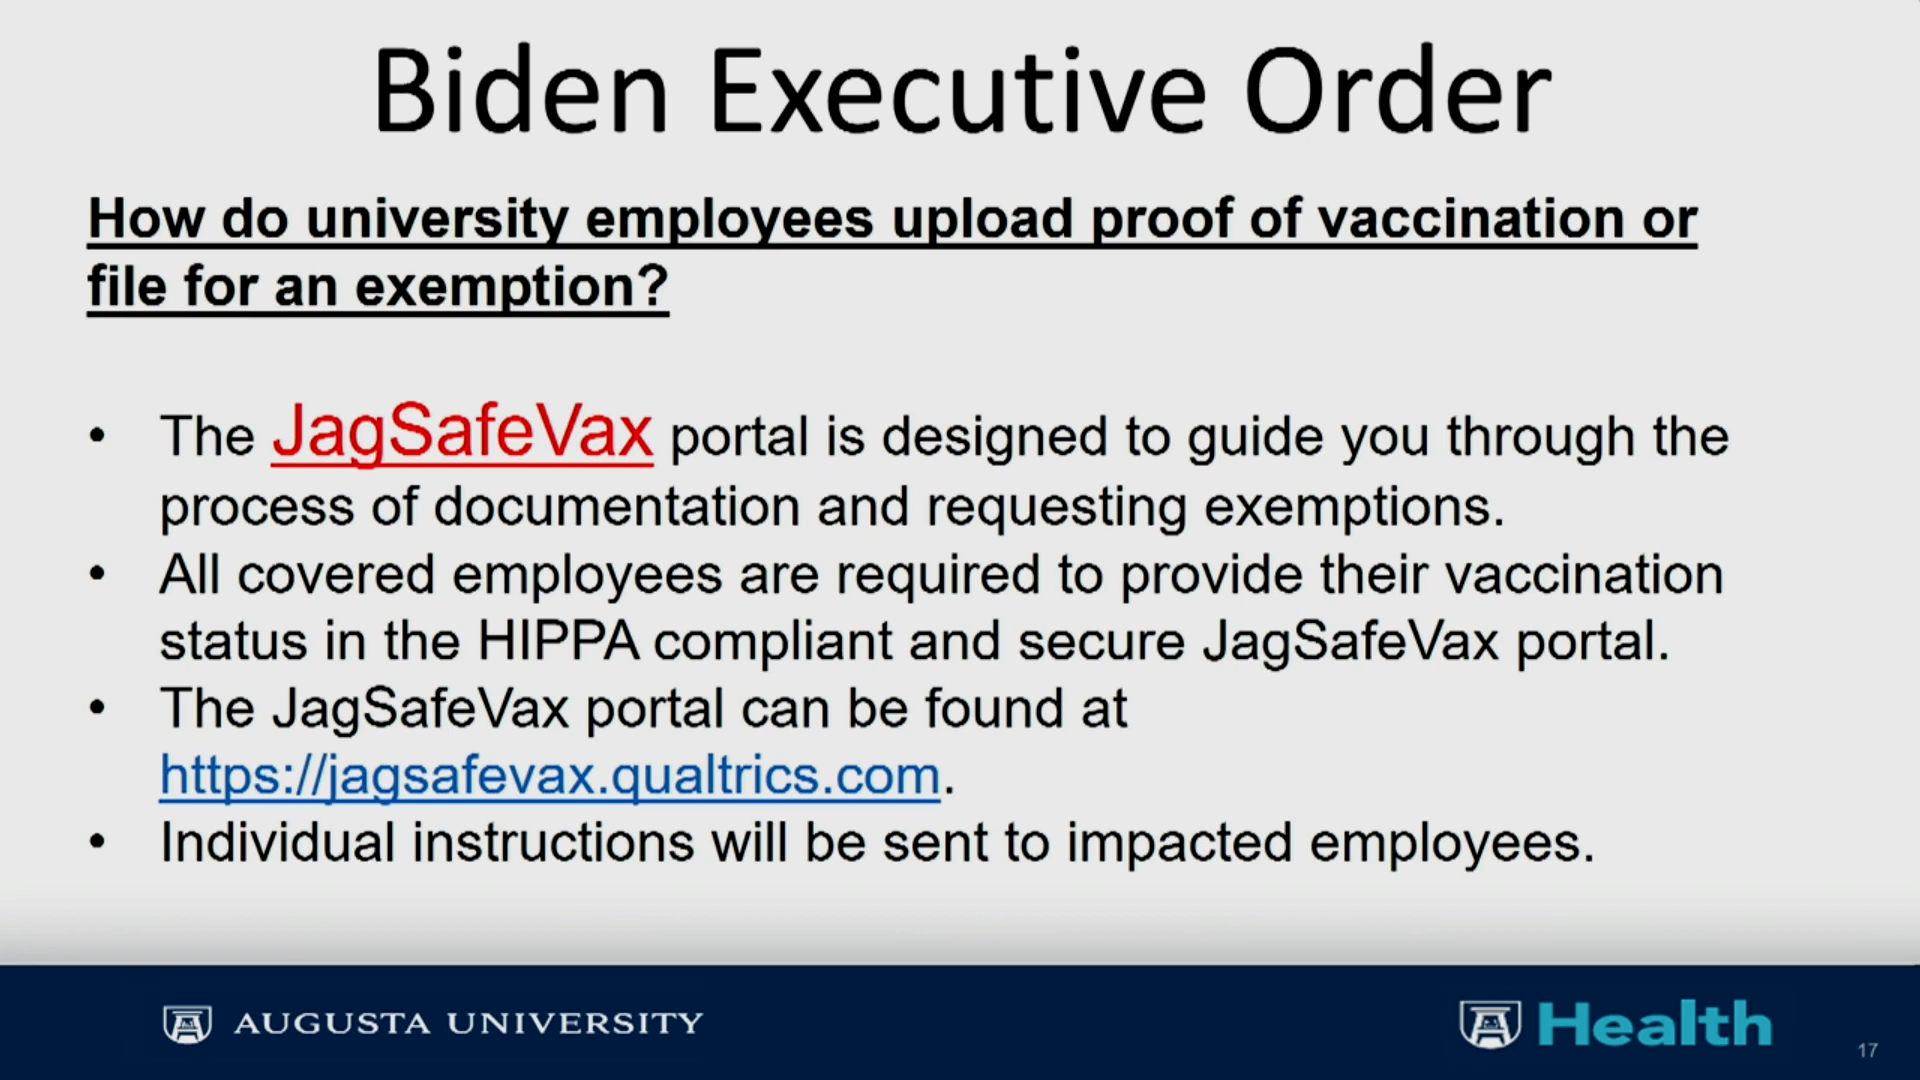 Biden Executive Order
How do university employees upload proof of vaccination or
file for an exemption?
• The JagSafeVax portal is designed to guide you through the
process of documentation and requesting exemptions.
• All covered employees are required to provide their vaccination
status in the HIPPA compliant and secure JagSafeVax portal.
• The JagSafeVax portal can be found at
https://jagsafevax.qualtrics.com.
• Individual instructions will be sent to impacted employees.
AUGUSTA UNIVERSITY
Health
17